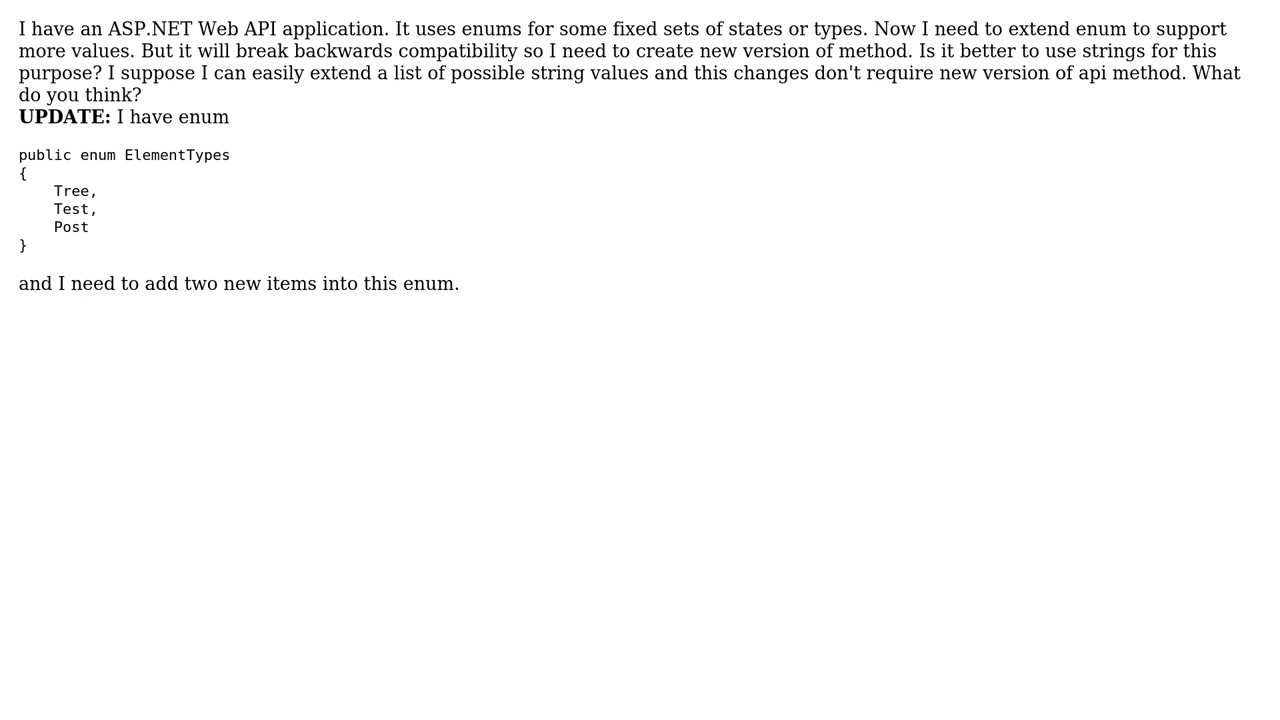 I have an ASP.NET Web API application. It uses enums for some fixed sets of states or types. Now I need to extend enum to support
more values. But it will break backwards compatibility so I need to create new version of method. Is it better to use strings for this
purpose? I suppose I can easily extend a list of possible string values and this changes don't require new version of api method. What
do you think?
UPDATE: I have enum
public enum ElementTypes
{
    Tree,
    Test,
    Post
}
and I need to add two new items into this enum.